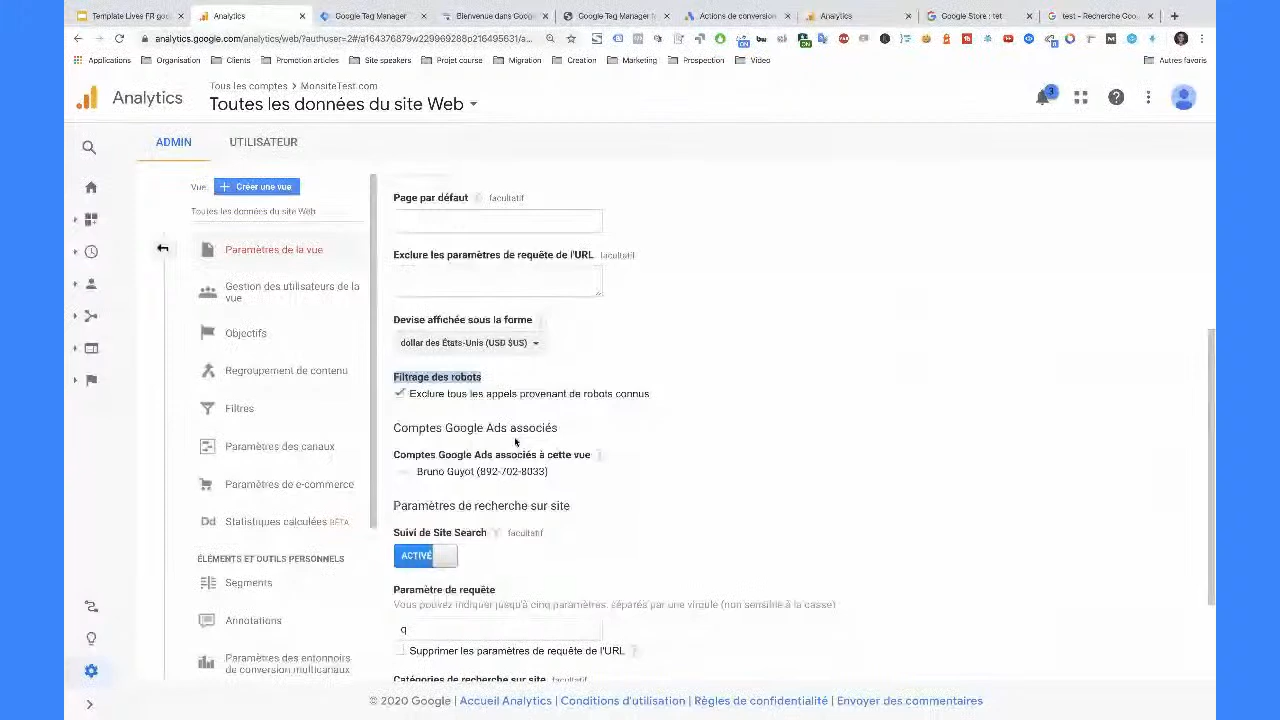 Template Lives FR goo
Analytics
Google Tag Manager
Bienvenue dans Goog
Google Tag Manager f
Actions de conversion
Analytics
Google Store : tet
test - Recherche Goo
analytics.google.com/analytics/web/?authuser=2#/a164376879w229969288p216495631/a...
Applications
Organisation
Clients
Promotion articles
Site speakers
Projet course
Migration
Creation
Marketing
Prospection
Video
Autres favoris
Analytics
Tous les comptes > MonsiteTest.com
Toutes les données du site Web
3
ADMIN
UTILISATEUR
Vue
+ Créer une vue
Toutes les données du site Web
Paramètres de la vue
Gestion des utilisateurs de la
vue
Objectifs
Regroupement de contenu
Filtres
Paramètres des canaux
Paramètres de e-commerce
Dd Statistiques calculées BÊTA
ÉLÉMENTS ET OUTILS PERSONNELS
Segments
Annotations
Paramètres des entonnoirs
de conversion multicanaux
Page par défaut ? facultatif
Exclure les paramètres de requête de l'URL facultatif
Devise affichée sous la forme
dollar des États-Unis (USD $US)
Filtrage des robots
Exclure tous les appels provenant de robots connus
Comptes Google Ads associés
Comptes Google Ads associés à cette vue ?
Bruno Guyot (892-702-8033)
Paramètres de recherche sur site
Suivi de Site Search ? facultatif
ACTIVÉ
Paramètre de requête
Vous pouvez indiquer jusqu'à cinq paramètres, séparés par une virgule (non sensibilité à la casse)
q
Supprimer les paramètres de requête de l'URL ?
Catégories de recherche sur site facultatif
© 2020 Google | Accueil Analytics | Conditions d'utilisation | Règles de confidentialité | Envoyer des commentaires